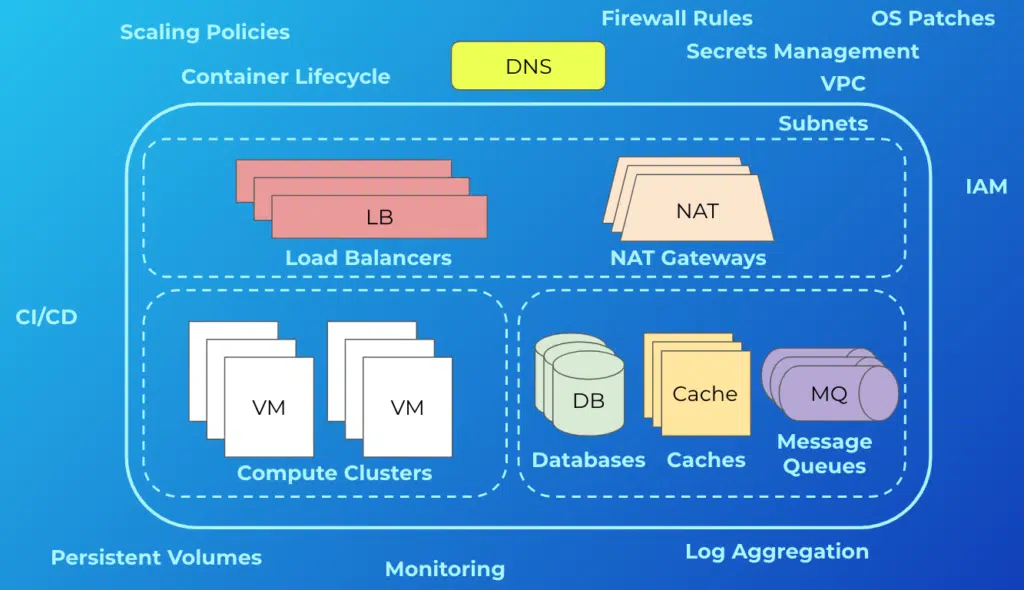 Firewall Rules
OS Patches
Scaling Policies
Secrets Management
DNS
Container Lifecycle
VPC
Subnets
IAM
LB
NAT
Load Balancers
NAT Gateways
CI/CD
VM
VM
DB
Cache
MQ
Message
Queues
Databases
Caches
Compute Clusters
Persistent Volumes
Monitoring
Log Aggregation